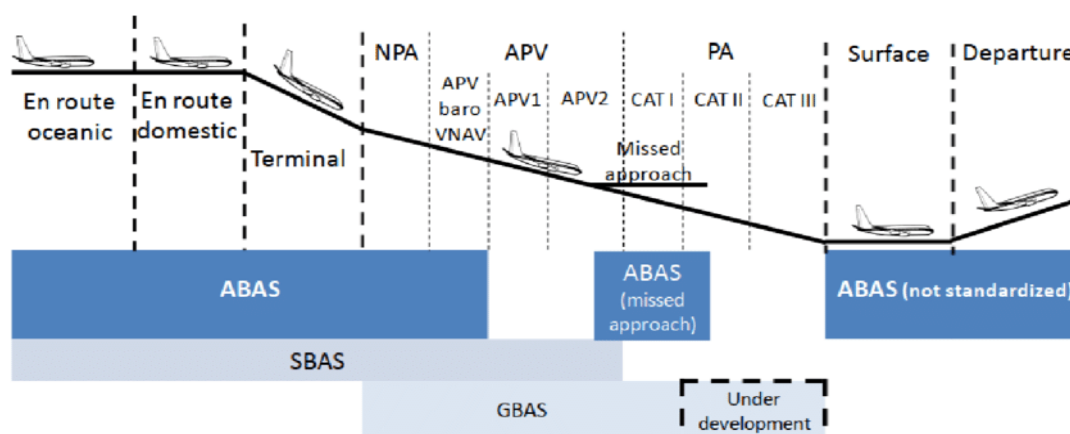 NPA
APV
PA
Surface
Departure
En route
oceanic
En route
domestic
Terminal
APV
baro
VNAV
APV1
APV2
CAT I
CAT II
CAT III
Missed
approach
ABAS
ABAS
(missed
approach)
ABAS (not standardized)
SBAS
GBAS
Under
development